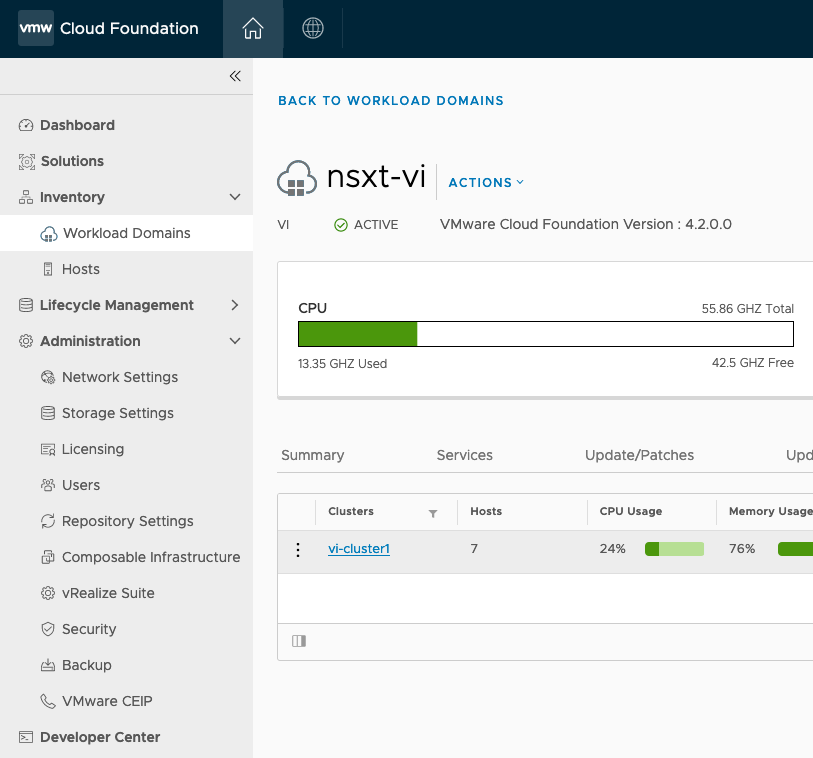 vmw Cloud Foundation
Dashboard
Solutions
Inventory
Workload Domains
Hosts
Lifecycle Management
Administration
Network Settings
Storage Settings
Licensing
Users
Repository Settings
Composable Infrastructure
vRealize Suite
Security
Backup
VMware CEIP
Developer Center
BACK TO WORKLOAD DOMAINS
nsxt-vi ACTIONS
VI ACTIVE VMware Cloud Foundation Version : 4.2.0.0
CPU 55.86 GHZ Total
13.35 GHZ Used 42.5 GHZ Free
Summary Services Update/Patches Upd
Clusters Hosts CPU Usage Memory Usage
vi-cluster1 7 24% 76%